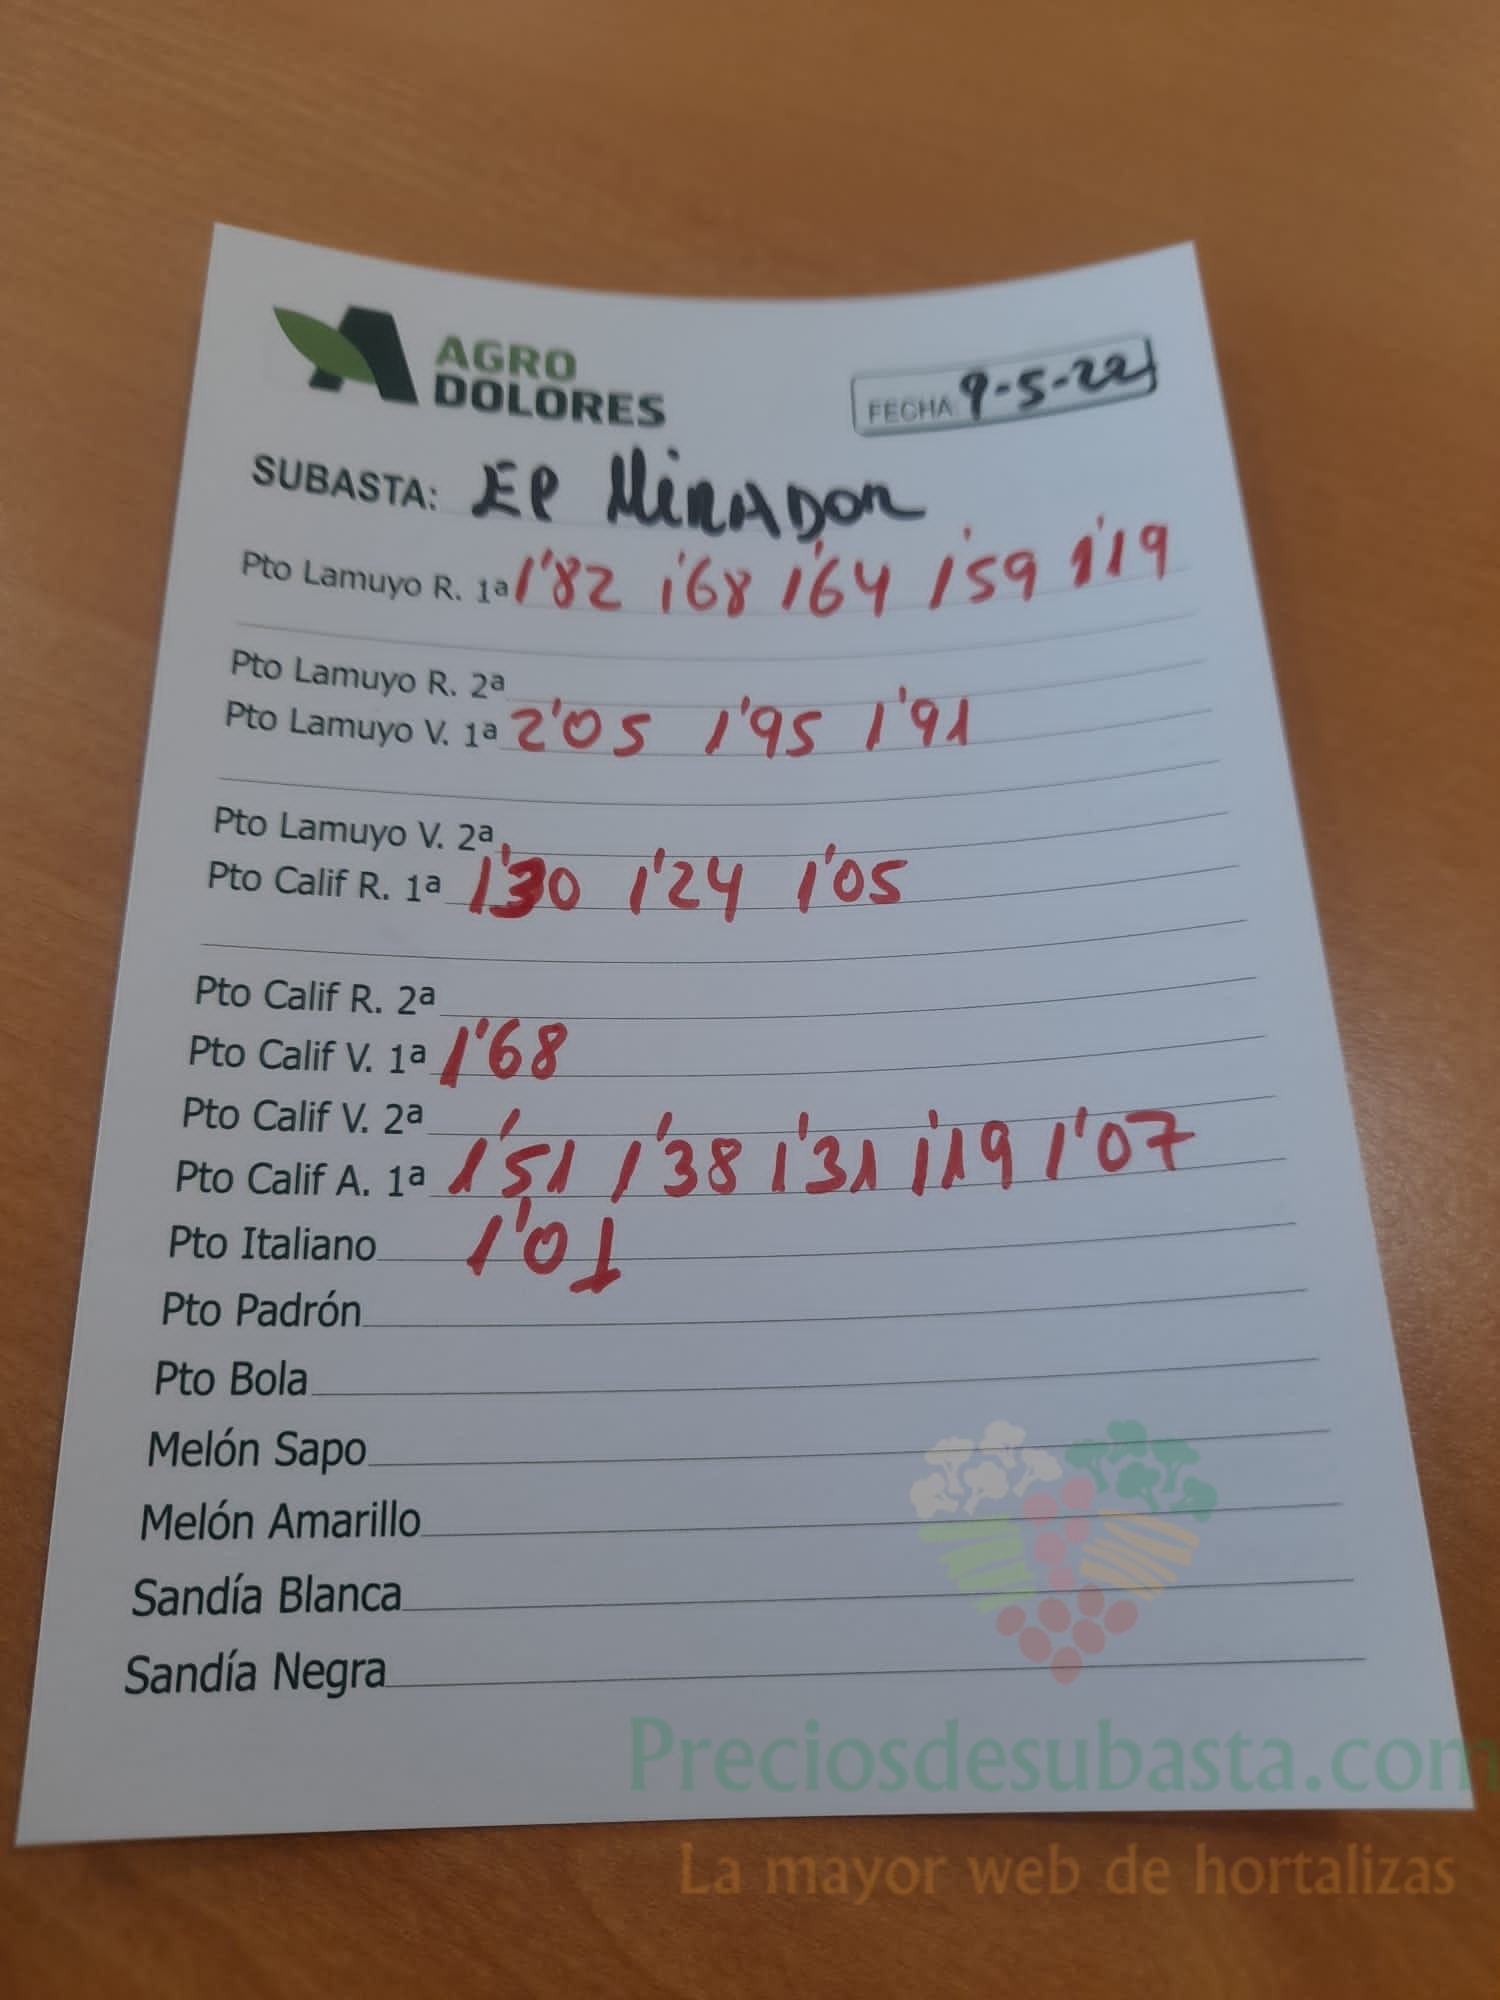 AGRO
DOLORES
FECHA 9-5-22
SUBASTA: El MiRADOR
Pto Lamuyo R. 1ª 1'82 1'68 1'64 1'59 1'19
Pto Lamuyo R. 2ª
Pto Lamuyo V. 1ª 2'05 1'95 1'91
Pto Lamuyo V. 2ª
Pto Calif R. 1ª 1'30 1'24 1'05
Pto Calif R. 2ª
Pto Calif V. 1ª 1'68
Pto Calif V. 2ª
Pto Calif A. 1ª 1'51 1'38 1'31 1'19 1'07
Pto Italiano 1'01
Pto Padrón
Pto Bola
Melón Sapo
Melón Amarillo
Sandía Blanca
Sandía Negra
Preciosdesubasta.com
La mayor web de hortalizas